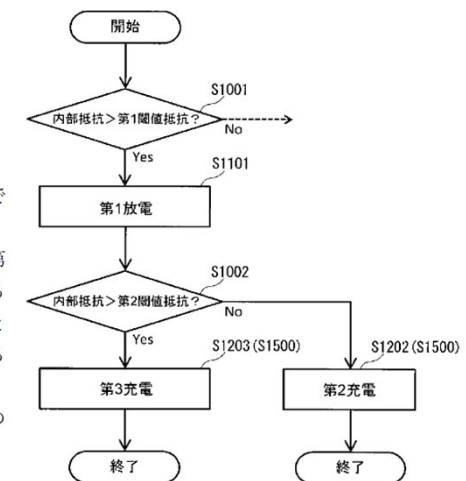 開始
S1001
内部抵抗>第1閾値抵抗?
No
Yes
S1101
第1放電
S1002
内部抵抗>第2閾値抵抗?
No
Yes
S1203(S1500)
S1202(S1500)
第3充電
第2充電
終了
終了